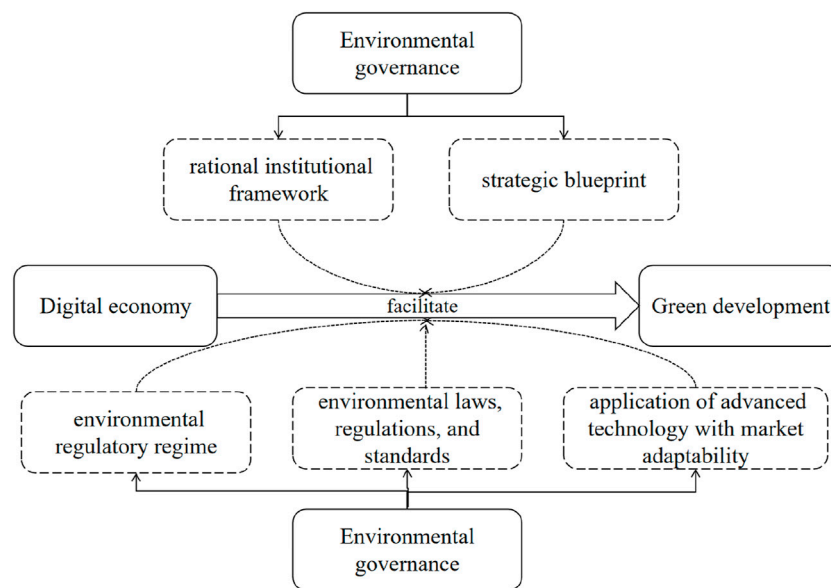 Environmental
governance
rational institutional
framework
strategic blueprint
Digital economy
facilitate
Green development
environmental
regulatory regime
environmental laws,
regulations, and
standards
application of advanced
technology with market
adaptability
Environmental
governance